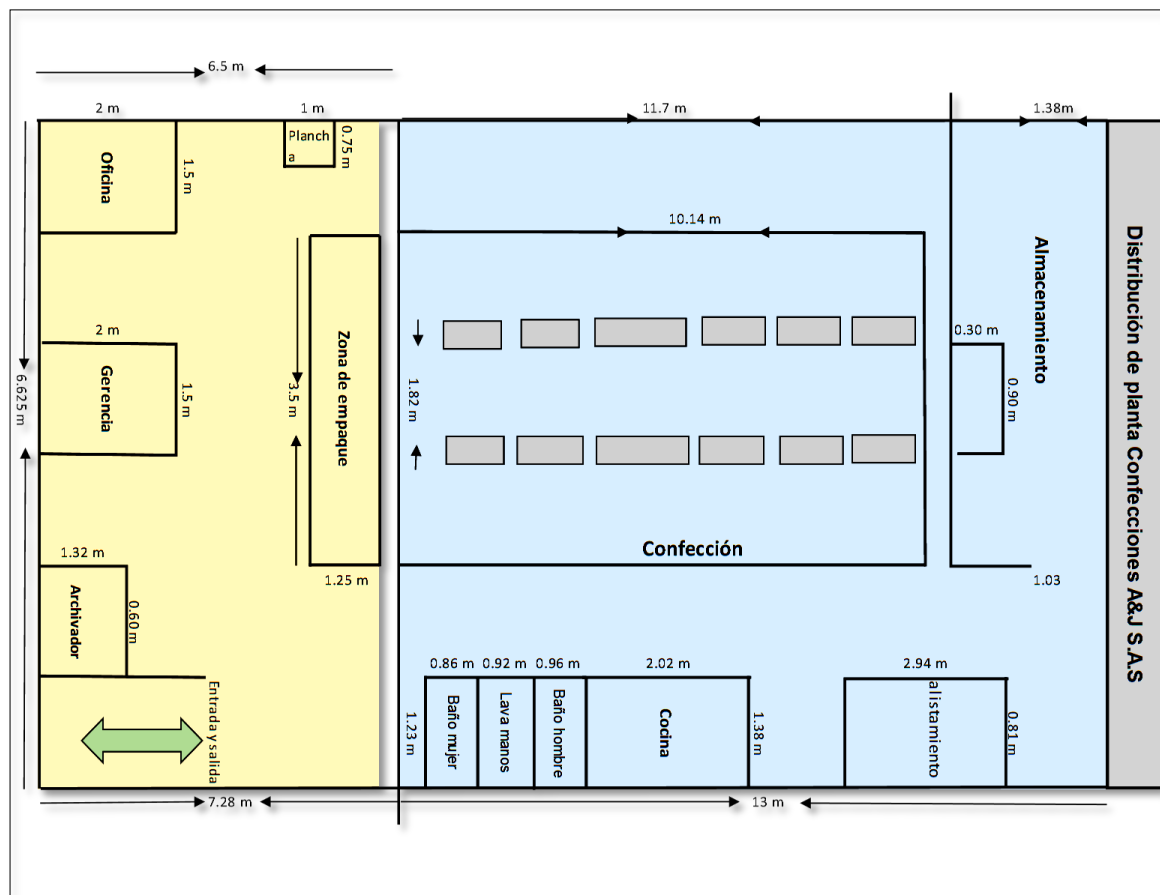 6.5 m
2 m
1 m
11.7 m
1.38m
Planch
a
0.75 m
Oficina
1.5 m
10.14 m
Distribución de planta Confecciones A&J S.A.S
Almacenamiento
2 m
Gerencia
1.5 m
6.625 m
3.5 m
Zona de empaque
1.82 m
0.30 m
0.90 m
Confección
1.32 m
Archivador
0.60 m
1.25 m
1.03
0.86 m
0.92 m
0.96 m
2.02 m
2.94 m
Entrada y salida
1.23 m
Baño mujer
Lava manos
Baño hombre
Cocina
1.38 m
alistamiento
0.81 m
7.28 m
13 m